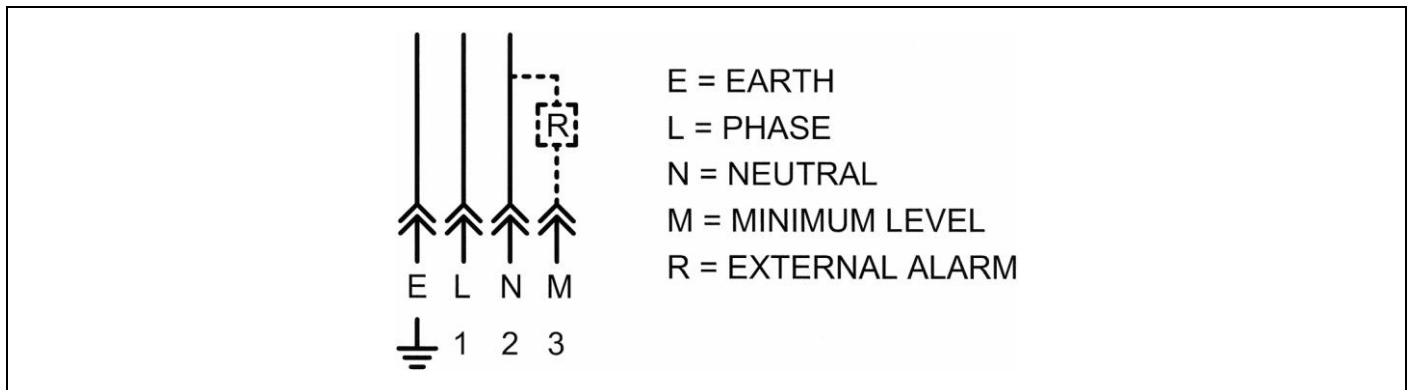 R
E L N M
1 2 3
E = EARTH
L = PHASE
N = NEUTRAL
M = MINIMUM LEVEL
R = EXTERNAL ALARM